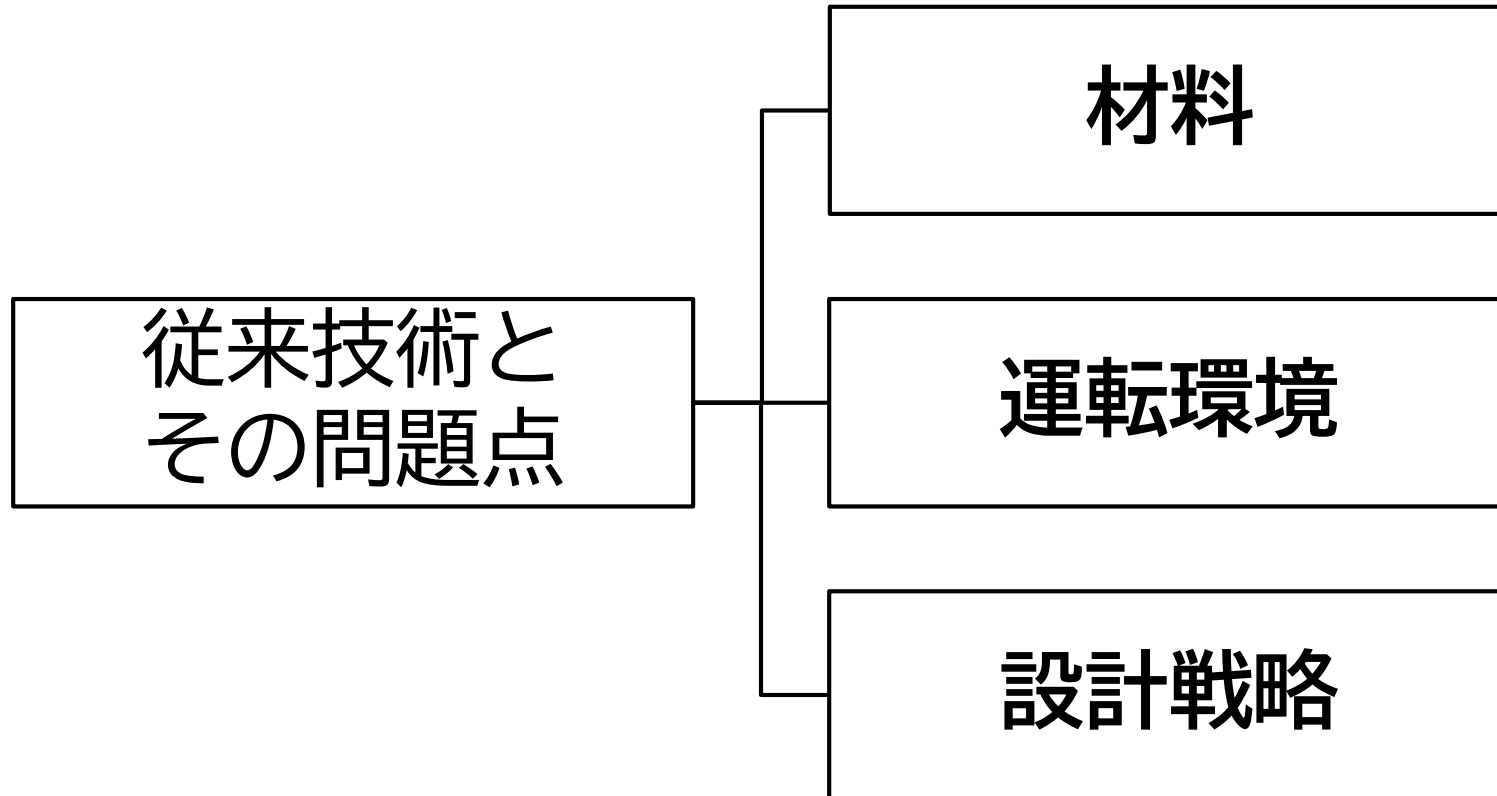 材料
従来技術と
その問題点
運転環境
設計戦略